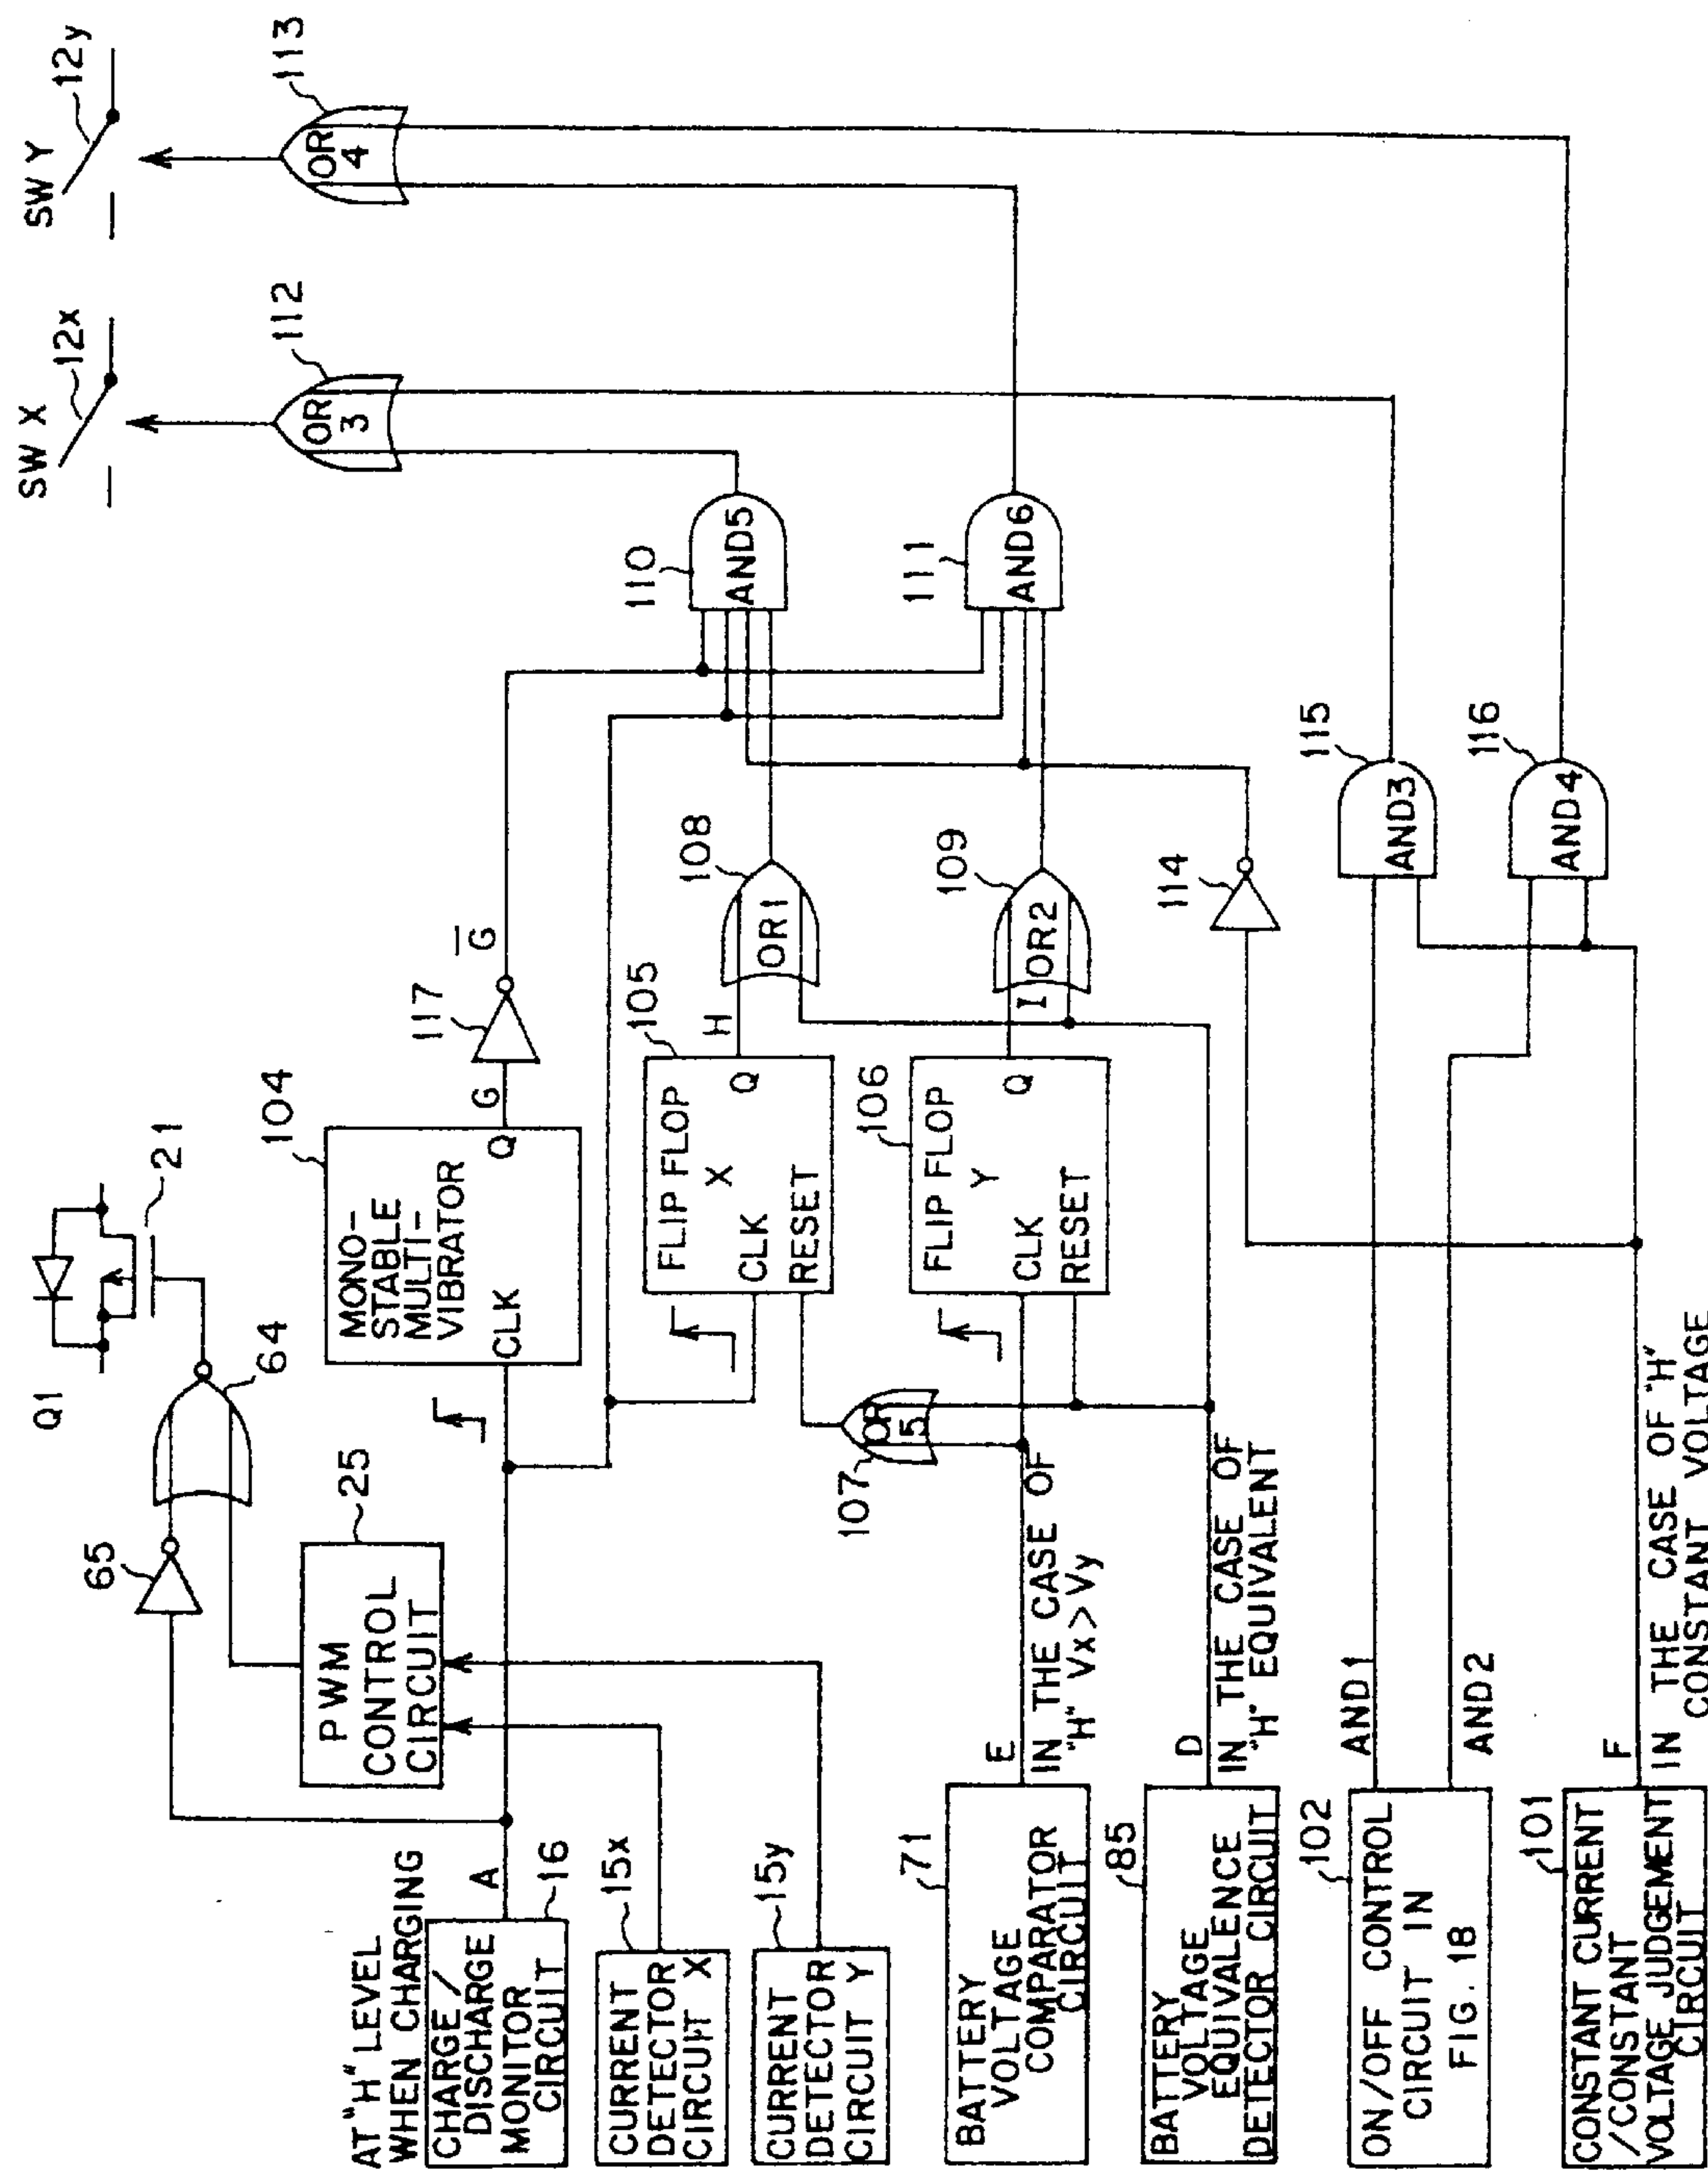 SW X
12x
SW Y
12y
OR
3
112
OR
4
113
Q1
21
65
64
25
PWM
CONTROL
CIRCUIT
104
MONO-
STABLE
MULTI-
VIBRATOR
CLK
Q
G
117
G
110
AND5
111
AND6
105
FLIP FLOP
X
CLK
RESET
Q
H
108
OR1
106
FLIP FLOP
Y
CLK
RESET
Q
I
109
OR2
107
OR
5
114
115
AND3
116
AND4
AT "H" LEVEL
WHEN CHARGING
A
CHARGE/
DISCHARGE
MONITOR
CIRCUIT
16
CURRENT
DETECTOR
CIRCUIT X
15x
CURRENT
DETECTOR
CIRCUIT Y
15y
71
BATTERY
VOLTAGE
COMPARATOR
CIRCUIT
E
IN THE CASE OF
"H" Vx>Vy
85
BATTERY
VOLTAGE
EQUIVALENCE
DETECTOR CIRCUIT
D
IN THE CASE OF
"H" EQUIVALENT
102
ON/OFF CONTROL
CIRCUIT IN
FIG. 18
AND1
AND2
101
CONSTANT CURRENT
/CONSTANT
VOLTAGE JUDGEMENT
CIRCUIT
F
IN THE CASE OF "H"
CONSTANT VOLTAGE